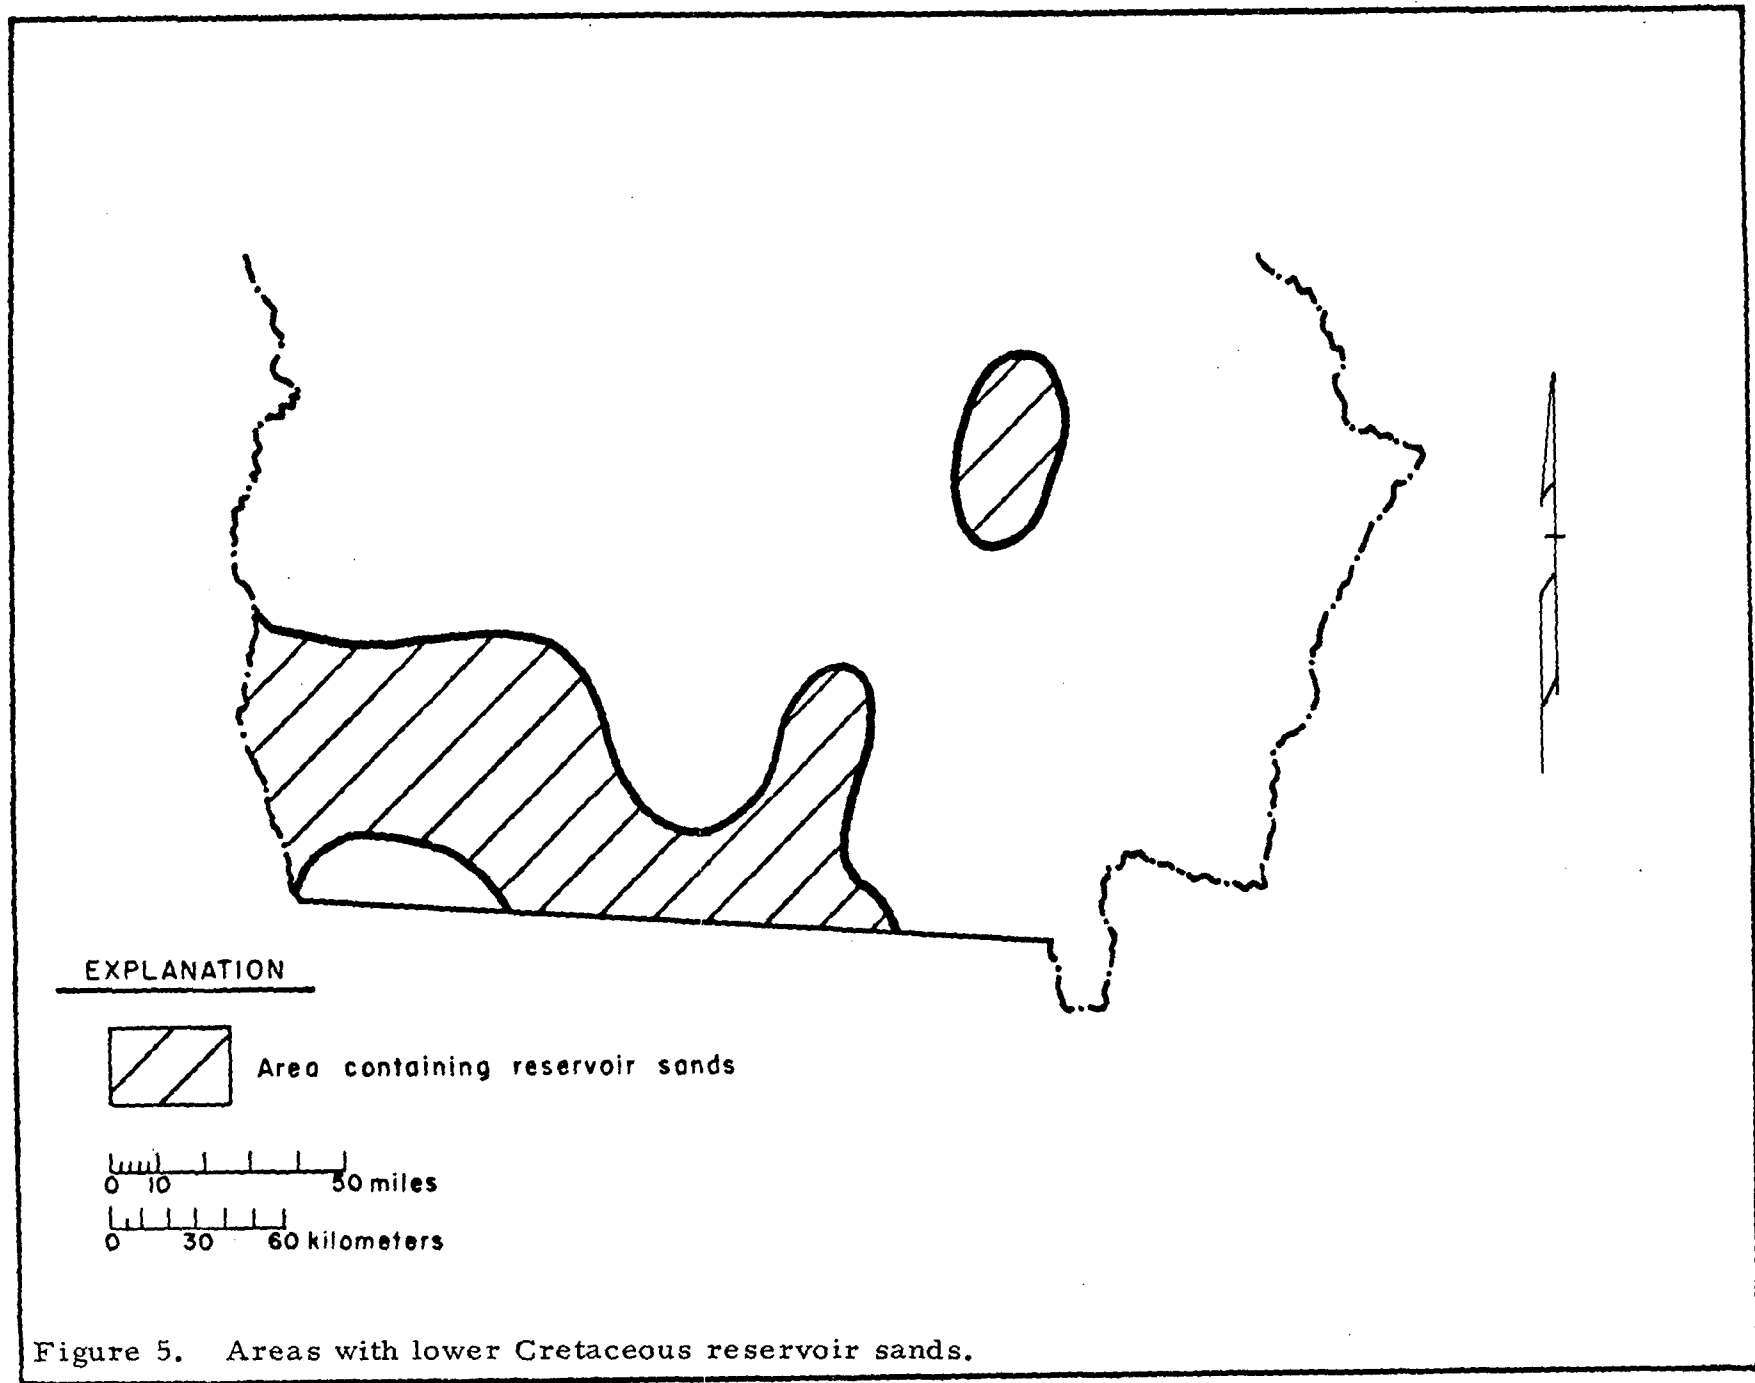 EXPLANATION
Area containing reservoir sands
0 10 50 miles
0 30 60 kilometers
Figure 5. Areas with lower Cretaceous reservoir sands.